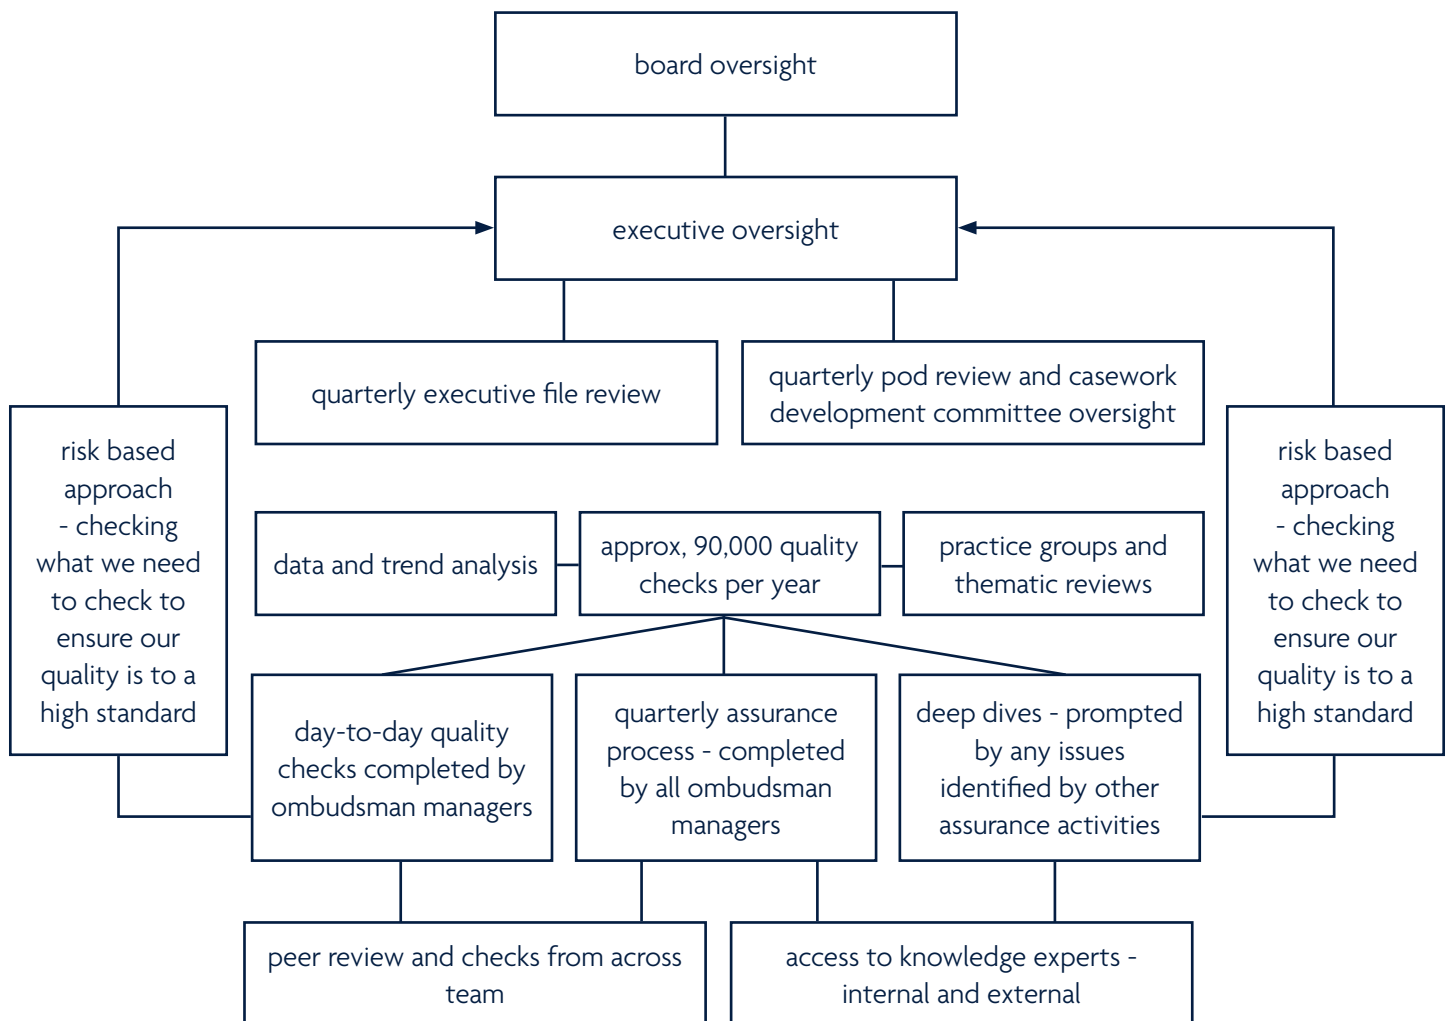 board oversight
executive oversight
quarterly executive file review
quarterly pod review and casework
development committee oversight
risk based
approach
- checking
what we need
to check to
ensure our
quality is to a
high standard
risk based
approach
- checking
what we need
to check to
ensure our
quality is to a
high standard
data and trend analysis
approx, 90,000 quality
checks per year
practice groups and
thematic reviews
day-to-day quality
checks completed by
ombudsman managers
quarterly assurance
process - completed
by all ombudsman
managers
deep dives - prompted
by any issues
identified by other
assurance activities
peer review and checks from across
team
access to knowledge experts -
internal and external